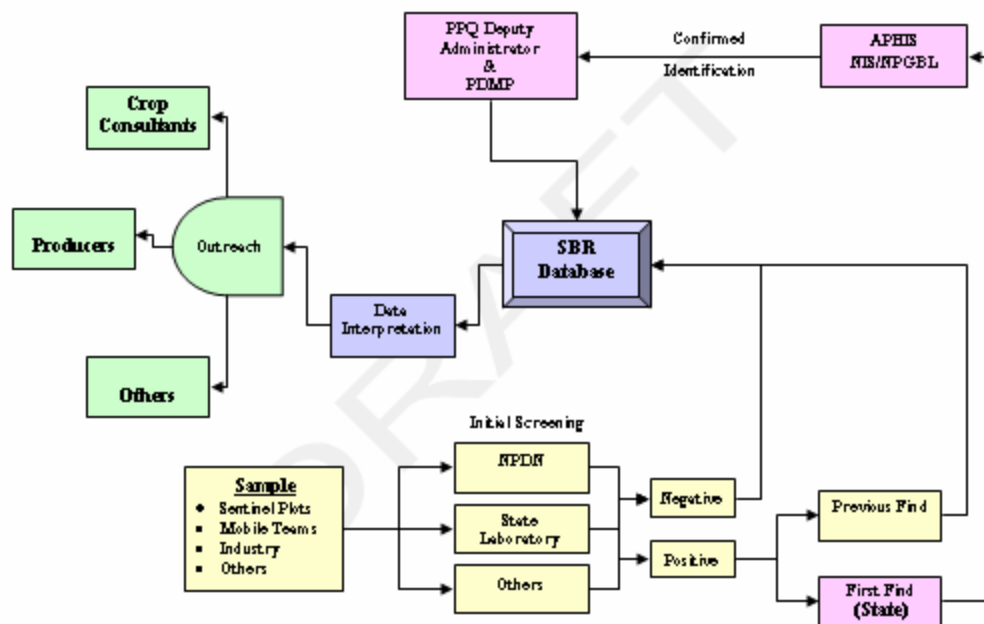 PPQ Deputy
Administrator
&
PDMP
Confirmed
Identification
APHIS
NIS/NPGBL
Crop
Consultants
Producers
Outreach
SBR
Database
Data
Interpretation
Others
DRAFT
Initial Screening
Sample
• Sentinel Plots
▪ Mobile Teams
▪ Industry
▪ Others
NPDN
State
Laboratory
Others
Negative
Positive
Previous Find
First Find
(State)